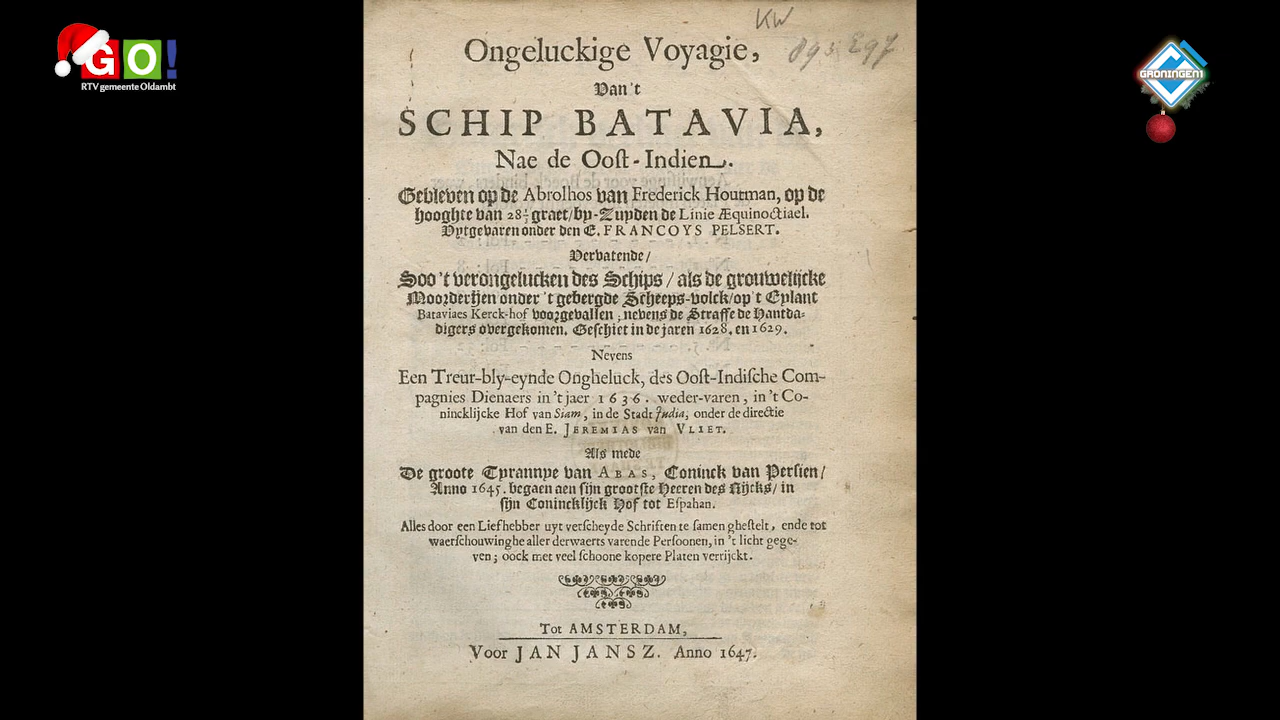 GO!
RTV gemeente Oldambt
GRONINGEN1
KW
Ongeluckige Voyagie,
Van 't
SCHIP BATAVIA,
Nae de Ooſt-Indien.
Gebleven op de Abrolhos van Frederick Houtman, op de
hooghte van 28⅓ graet/by-Zuyden de Linie Æquinoctiael.
Uytgevaren onder den E. FRANCOYS PELSERT.
Vervatende/
Soo 't verongelucken des Schips / als de grouwelijcke
Moorderijen onder 't gebergde Scheeps-volck/op 't Eylant
Bataviaes Kerck-hof voorgevallen ; nevens de Straffe de Hantda-
digers overgekomen. Geſchiet in de jaren 1628. en 1629.
Nevens
Een Treur-bly-eynde Ongheluck, des Ooſt-Indiſche Com-
pagnies Dienaers in 't jaer 1636. weder-varen, in 't Co-
nincklijcke Hof van Siam, in de Stadt Judia, onder de directie
van den E. JEREMIAS van VLIET.
Als mede
De groote Tyrannye van ABAS, Coninck van Perſien/
Anno 1645. begaen aen ſijn grootſte Heeren des Rijcks/ in
ſijn Conincklijck Hof tot Eſpahan.
Alles door een Liefhebber uyt verſcheyde Schriften te ſamen gheſtelt, ende tot
waerſchouwinghe aller derwaerts varende Perſoonen, in 't licht gege-
ven; oock met veel ſchoone kopere Platen verrijckt.
Tot AMSTERDAM,
Voor JAN JANSZ. Anno 1647.